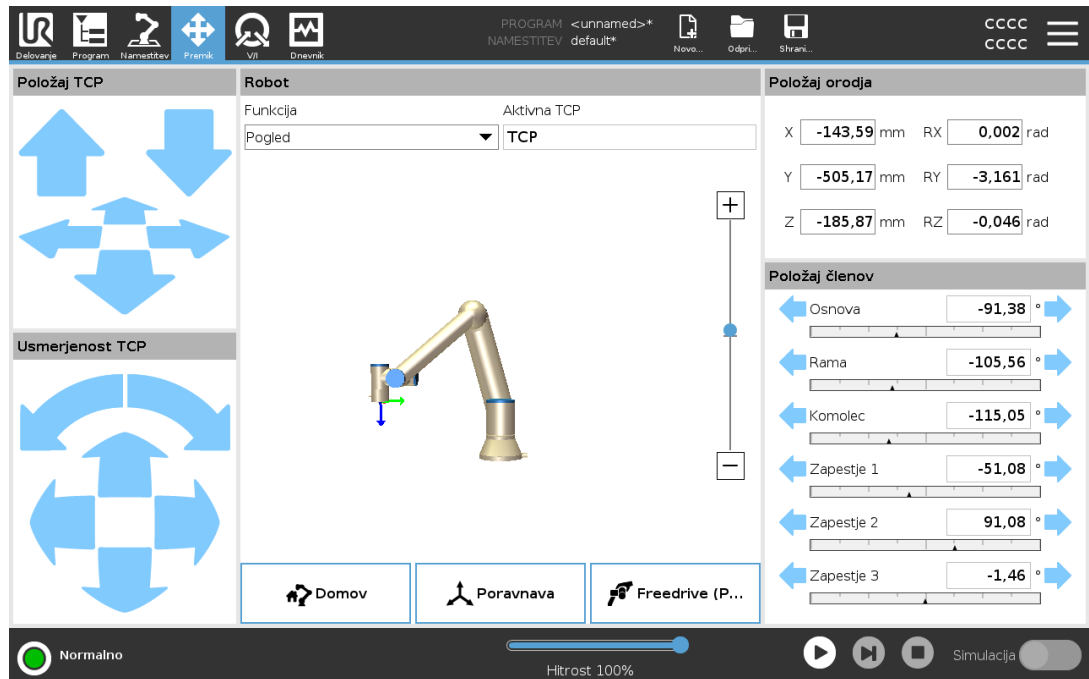 UR
Delovanje Program Namestitev Premik V/I Dnevnik
PROGRAM <unnamed>*
NAMESTITEV default*
Novo... Odpri... Shrani...
CCCC
CCCC
Položaj TCP
Robot
Položaj orodja
Funkcija Aktivna TCP
Pogled TCP
X -143,59 mm RX 0,002 rad
Y -505,17 mm RY -3,161 rad
Z -185,87 mm RZ -0,046 rad
Položaj členov
Osnova -91,38 °
Rama -105,56 °
Komolec -115,05 °
Zapestje 1 -51,08 °
Zapestje 2 91,08 °
Zapestje 3 -1,46 °
Usmerjenost TCP
Domov Poravnava Freedrive (P...
Normalno
Hitrost 100%
Simulacija